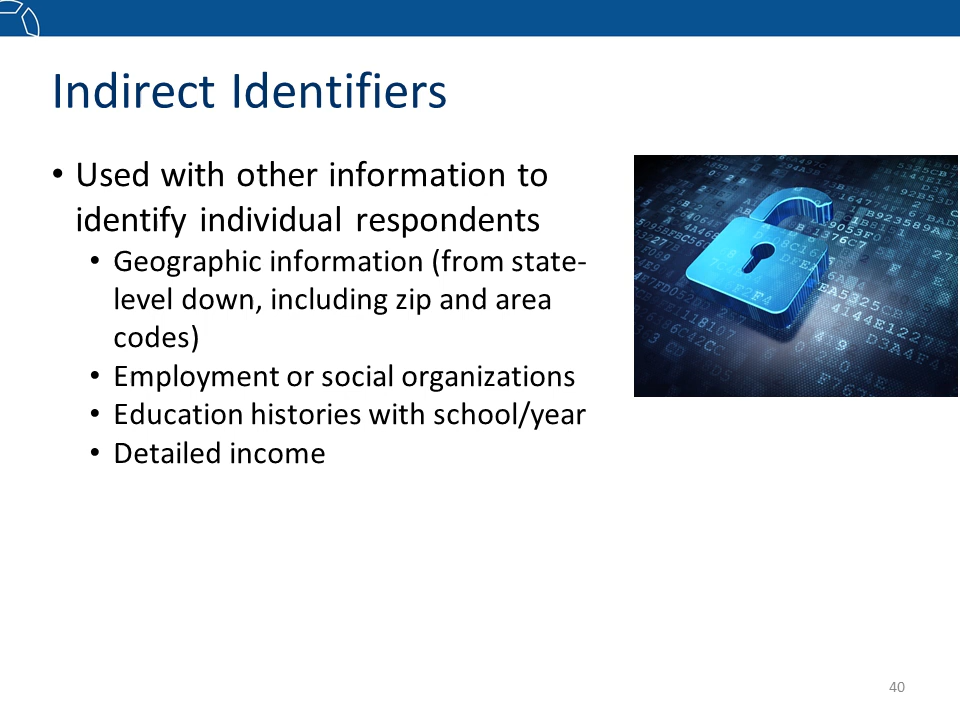 Indirect Identifiers
• Used with other information to
identify individual respondents
• Geographic information (from state-
level down, including zip and area
codes)
• Employment or social organizations
• Education histories with school/year
• Detailed income
40